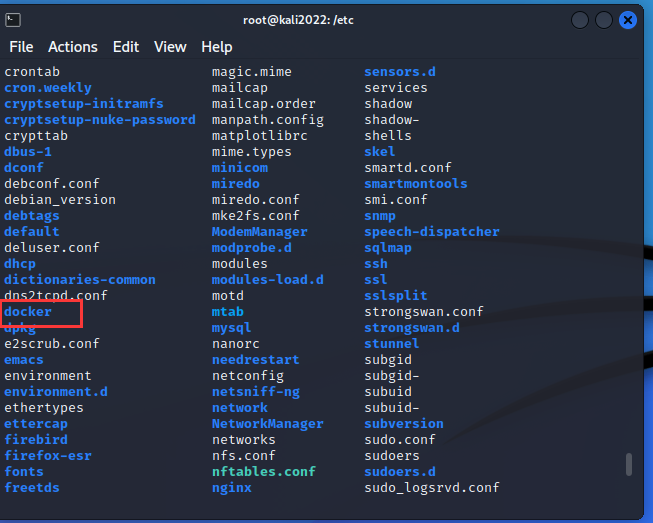 root@kali2022: /etc
File Actions Edit View Help
crontab magic.mime sensors.d
cron.weekly mailcap services
cryptsetup-initramfs mailcap.order shadow
cryptsetup-nuke-password manpath.config shadow-
crypttab matplotlibrc shells
dbus-1 mime.types skel
dconf minicom smartd.conf
debconf.conf miredo smartmontools
debian_version miredo.conf smi.conf
debtags mke2fs.conf snmp
default ModemManager speech-dispatcher
deluser.conf modprobe.d sqlmap
dhcp modules ssh
dictionaries-common modules-load.d ssl
dns2tcpd.conf motd sslsplit
docker mtab strongswan.conf
dpkg mysql strongswan.d
e2scrub.conf nanorc stunnel
emacs needrestart subgid
environment netconfig subgid-
environment.d netsniff-ng subuid
ethertypes network subuid-
ettercap NetworkManager subversion
firebird networks sudo.conf
firefox-esr nfs.conf sudoers
fonts nftables.conf sudoers.d
freetds nginx sudo_logsrvd.conf